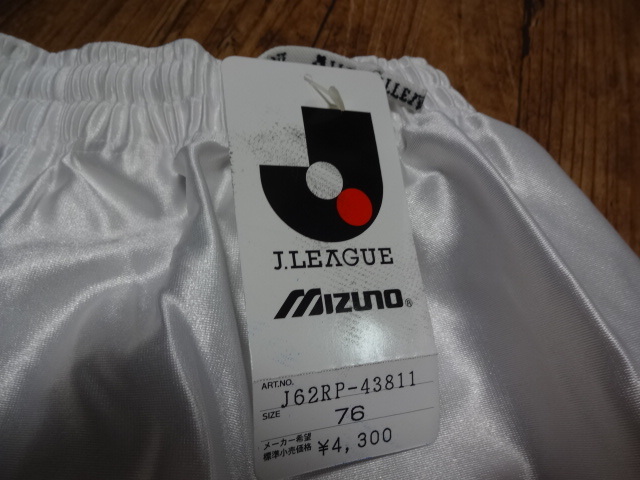 J.LEAGUE
MIZUNO®
ART.NO. J62RP-43811
SIZE 76
メーカー希望
標準小売価格 ¥4,300